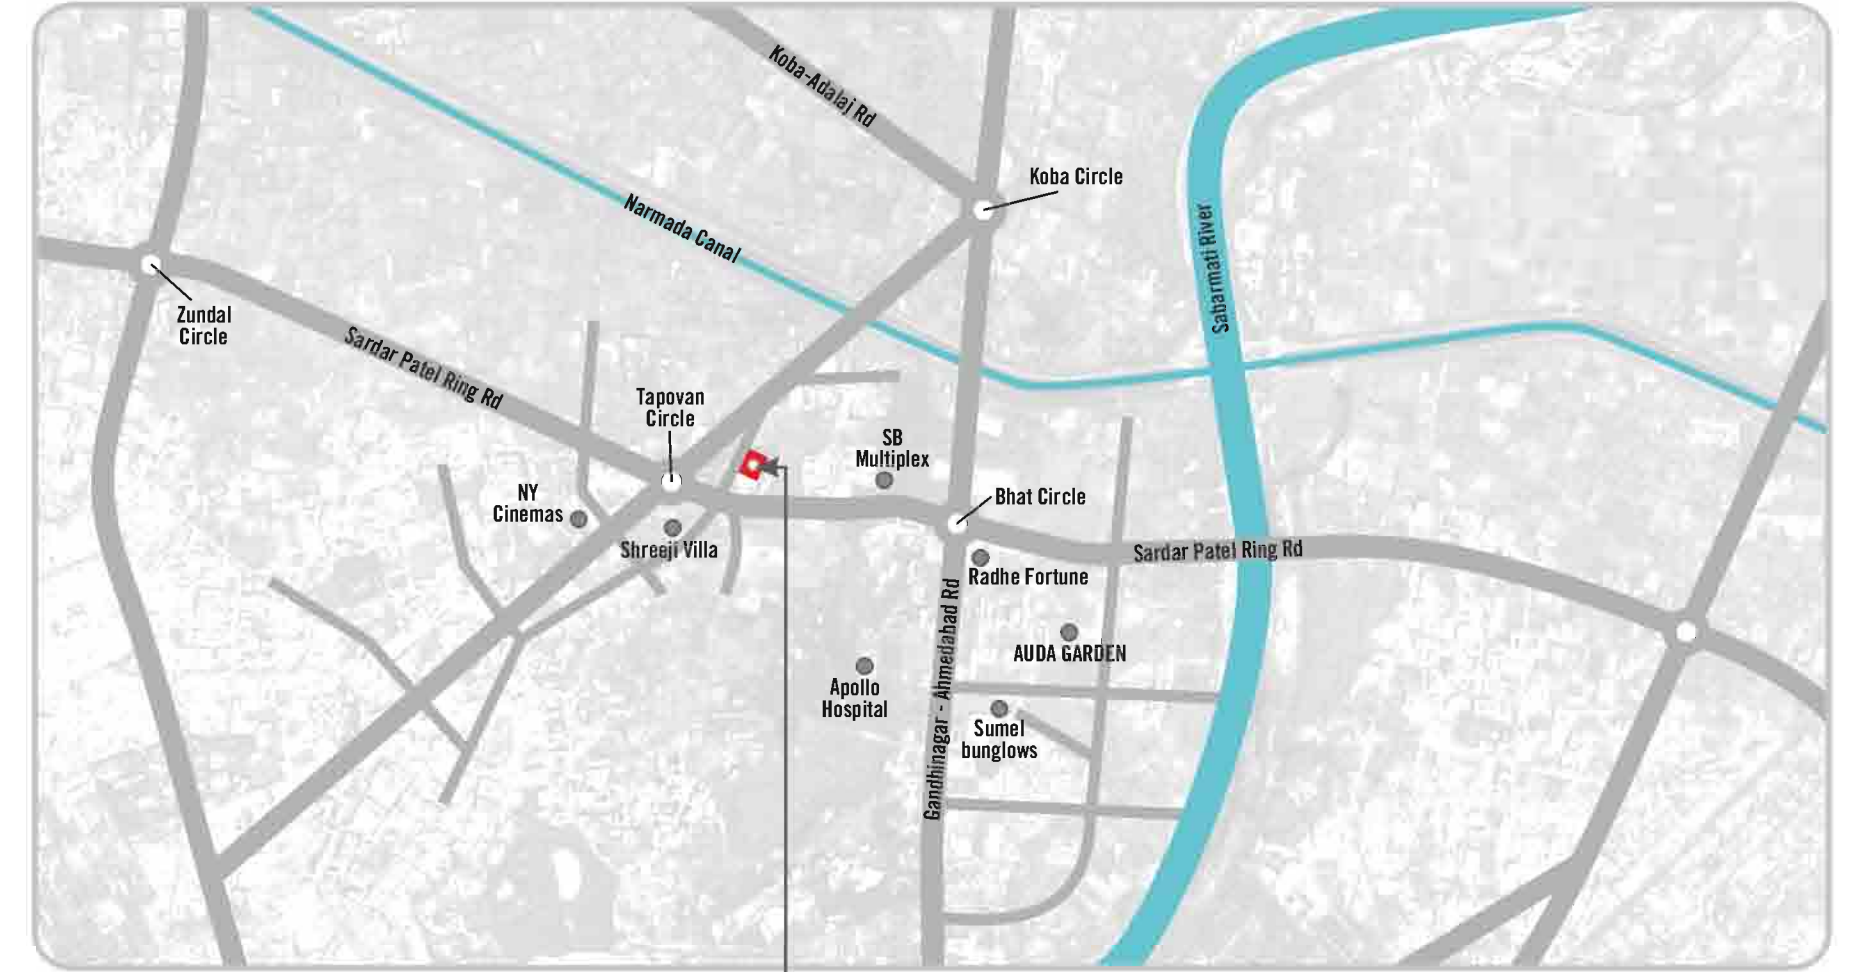 Koba-Adalaj Rd
Koba Circle
Narmada Canal
Sabarmati River
Zundal
Circle
Sardar Patel Ring Rd
Tapovan
Circle
SB
Multiplex
NY
Cinemas
Bhat Circle
Shreeji Villa
Sardar Patel Ring Rd
Radhe Fortune
Gandhinagar - Ahmedabad Rd
AUDA GARDEN
Apollo
Hospital
Sumel
bunglows